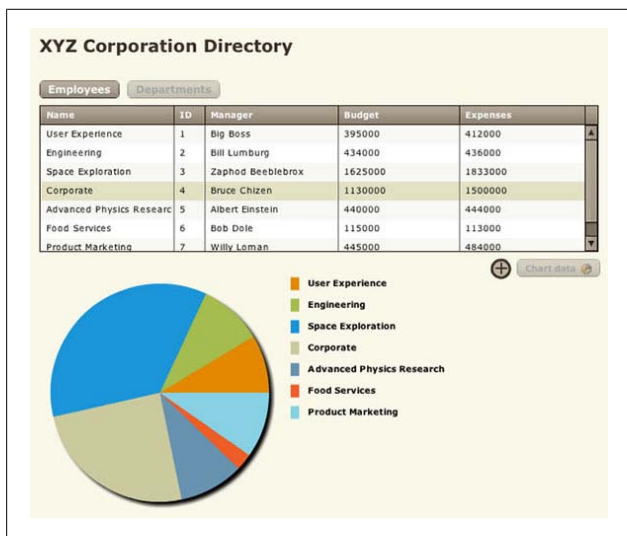 XYZ Corporation Directory
Employees Departments
Name ID Manager Budget Expenses
User Experience 1 Big Boss 395000 412000
Engineering 2 Bill Lumburg 434000 436000
Space Exploration 3 Zaphod Beeblebrox 1625000 1833000
Corporate 4 Bruce Chizen 1130000 1500000
Advanced Physics Researc 5 Albert Einstein 440000 444000
Food Services 6 Bob Dole 115000 113000
Product Marketing 7 Willy Loman 445000 484000
Chart data
User Experience
Engineering
Space Exploration
Corporate
Advanced Physics Research
Food Services
Product Marketing